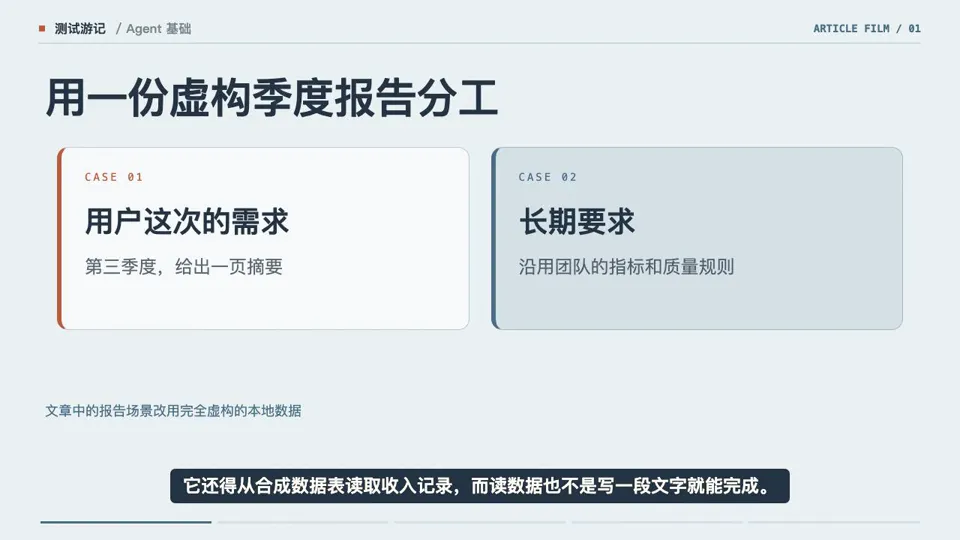 测试游记 / Agent 基础
ARTICLE FILM / 01
用一份虚构季度报告分工
CASE 01
用户这次的需求
第三季度，给出一页摘要
CASE 02
长期要求
沿用团队的指标和质量规则
文章中的报告场景改用完全虚构的本地数据
它还得从合成数据表读取收入记录，而读数据也不是写一段文字就能完成。